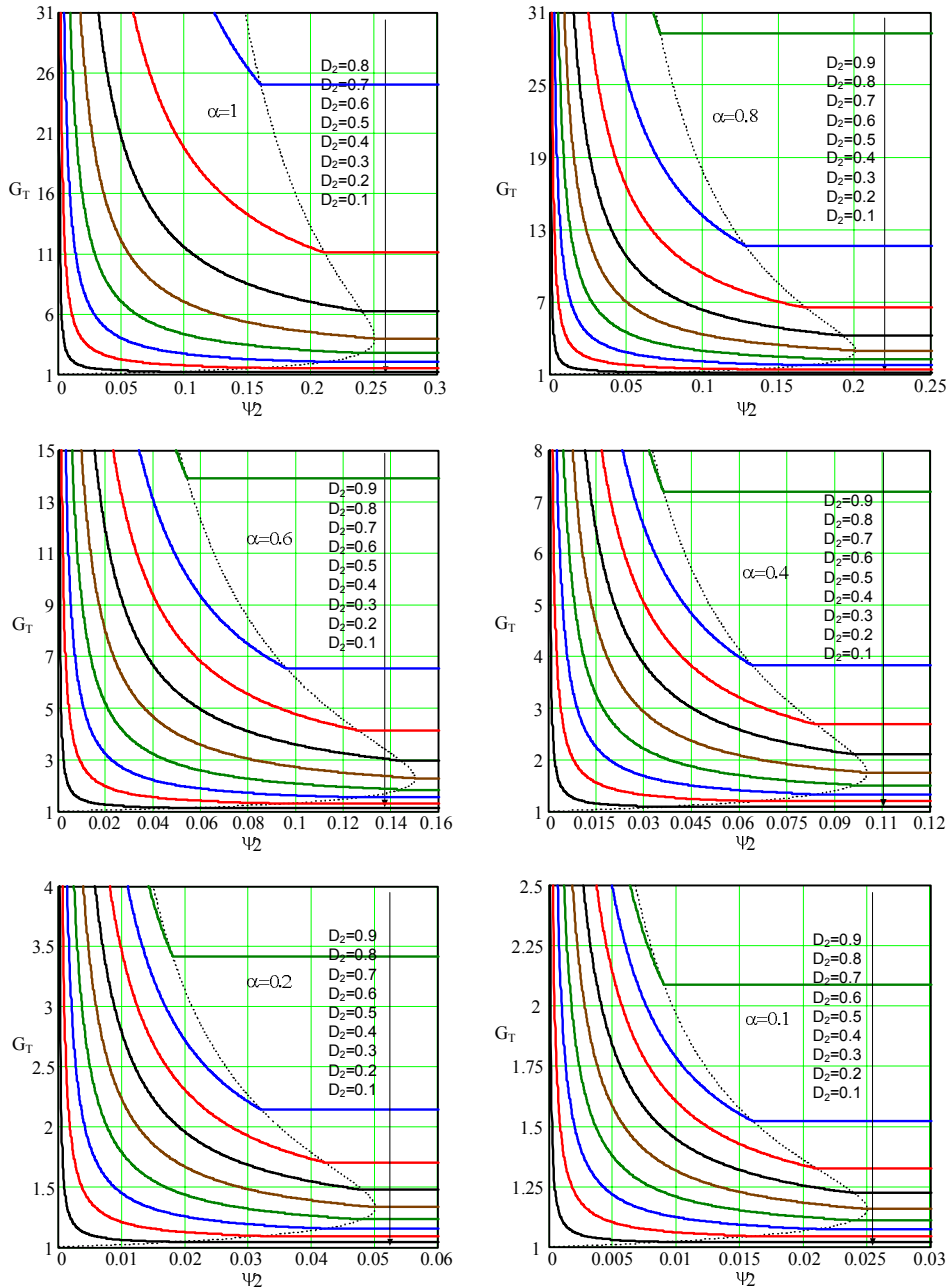 31
26
21
16
11
6
1
G_T
α=1
D₂=0.8
D₂=0.7
D₂=0.6
D₂=0.5
D₂=0.4
D₂=0.3
D₂=0.2
D₂=0.1
0 0.05 0.1 0.15 0.2 0.25 0.3
Ψ2
31
25
19
13
7
1
G_T
α=0.8
D₂=0.9
D₂=0.8
D₂=0.7
D₂=0.6
D₂=0.5
D₂=0.4
D₂=0.3
D₂=0.2
D₂=0.1
0 0.05 0.1 0.15 0.2 0.25
Ψ2
15
13
11
9
7
5
3
1
G_T
α=0.6
D₂=0.9
D₂=0.8
D₂=0.7
D₂=0.6
D₂=0.5
D₂=0.4
D₂=0.3
D₂=0.2
D₂=0.1
0 0.02 0.04 0.06 0.08 0.1 0.12 0.14 0.16
Ψ2
8
7
6
5
4
3
2
1
G_T
α=0.4
D₂=0.9
D₂=0.8
D₂=0.7
D₂=0.6
D₂=0.5
D₂=0.4
D₂=0.3
D₂=0.2
D₂=0.1
0 0.015 0.03 0.045 0.06 0.075 0.09 0.11 0.12
Ψ2
4
3.5
3
2.5
2
1.5
1
G_T
α=0.2
D₂=0.9
D₂=0.8
D₂=0.7
D₂=0.6
D₂=0.5
D₂=0.4
D₂=0.3
D₂=0.2
D₂=0.1
0 0.01 0.02 0.03 0.04 0.05 0.06
Ψ2
2.5
2.25
2
1.75
1.5
1.25
1
G_T
α=0.1
D₂=0.9
D₂=0.8
D₂=0.7
D₂=0.6
D₂=0.5
D₂=0.4
D₂=0.3
D₂=0.2
D₂=0.1
0 0.005 0.01 0.015 0.02 0.025 0.03
Ψ2